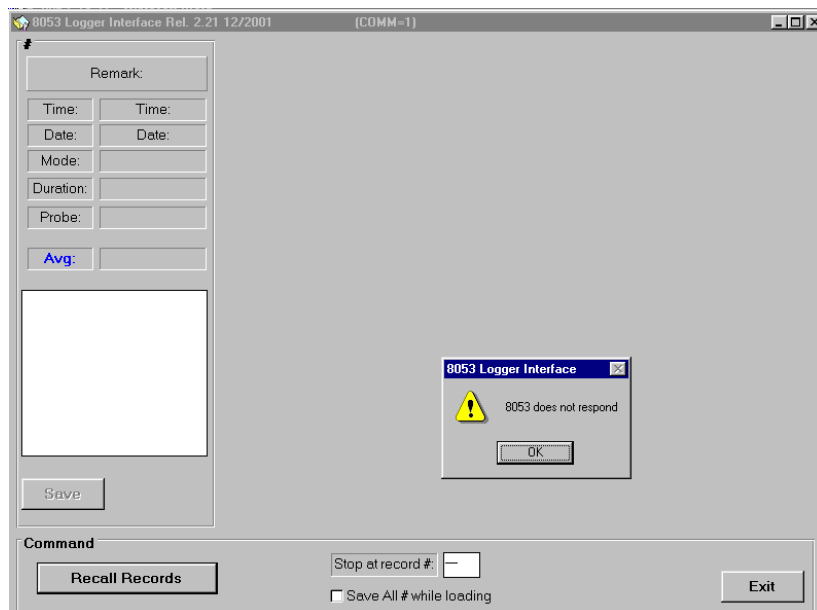 8053 Logger Interface Rel. 2.21 12/2001 (COMM=1)
#
Remark:
Time: Time:
Date: Date:
Mode:
Duration:
Probe:
Avg:
8053 Logger Interface
8053 does not respond
OK
Save
Command
Stop at record #: —
Recall Records
Save All # while loading
Exit